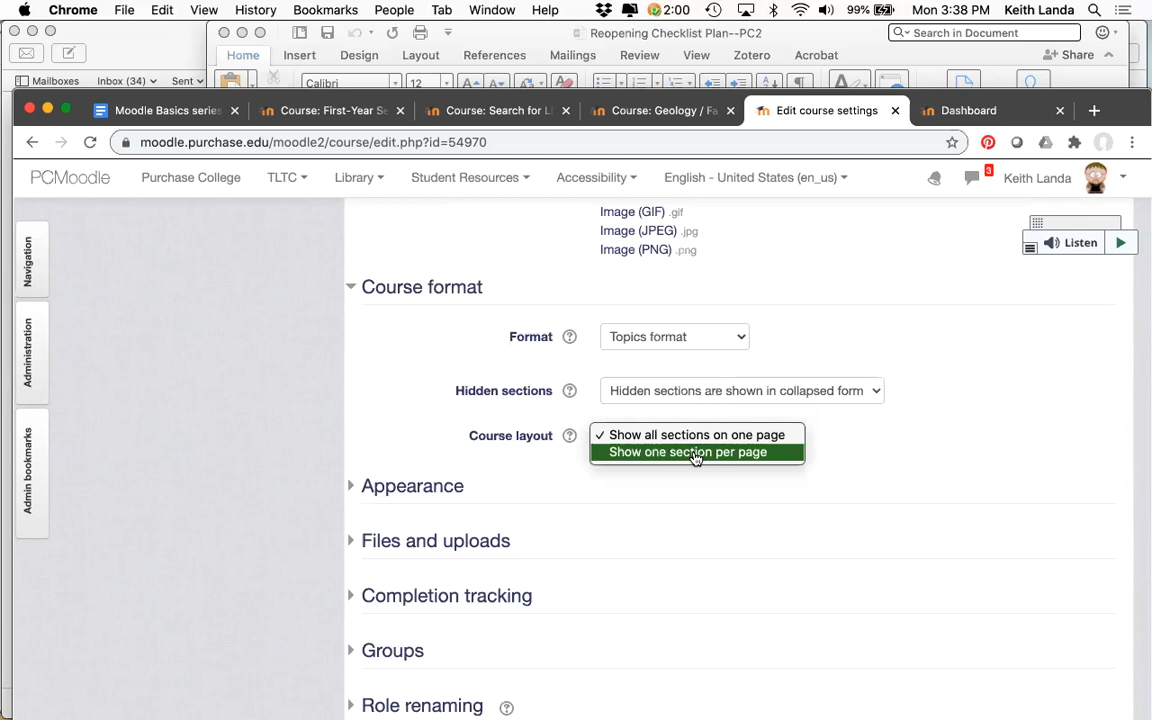 Chrome File Edit View History Bookmarks People Tab Window Help 2:00 99% Mon 3:38 PM Keith Landa
Reopening Checklist Plan--PC2 Search in Document
Home Insert Design Layout References Mailings Review View Zotero Acrobat Share
Mailboxes Inbox (34) Sent Calibri 12
Moodle Basics series Course: First-Year Se Course: Search for LI Course: Geology / Fa Edit course settings Dashboard
moodle.purchase.edu/moodle2/course/edit.php?id=54970
PCMoodle Purchase College TLTC Library Student Resources Accessibility English - United States (en_us) 3 Keith Landa
Image (GIF) .gif
Image (JPEG) .jpg
Image (PNG) .png
Listen
Navigation
Administration
Admin bookmarks
Course format
Format Topics format
Hidden sections Hidden sections are shown in collapsed form
Course layout ✓ Show all sections on one page
Show one section per page
Appearance
Files and uploads
Completion tracking
Groups
Role renaming